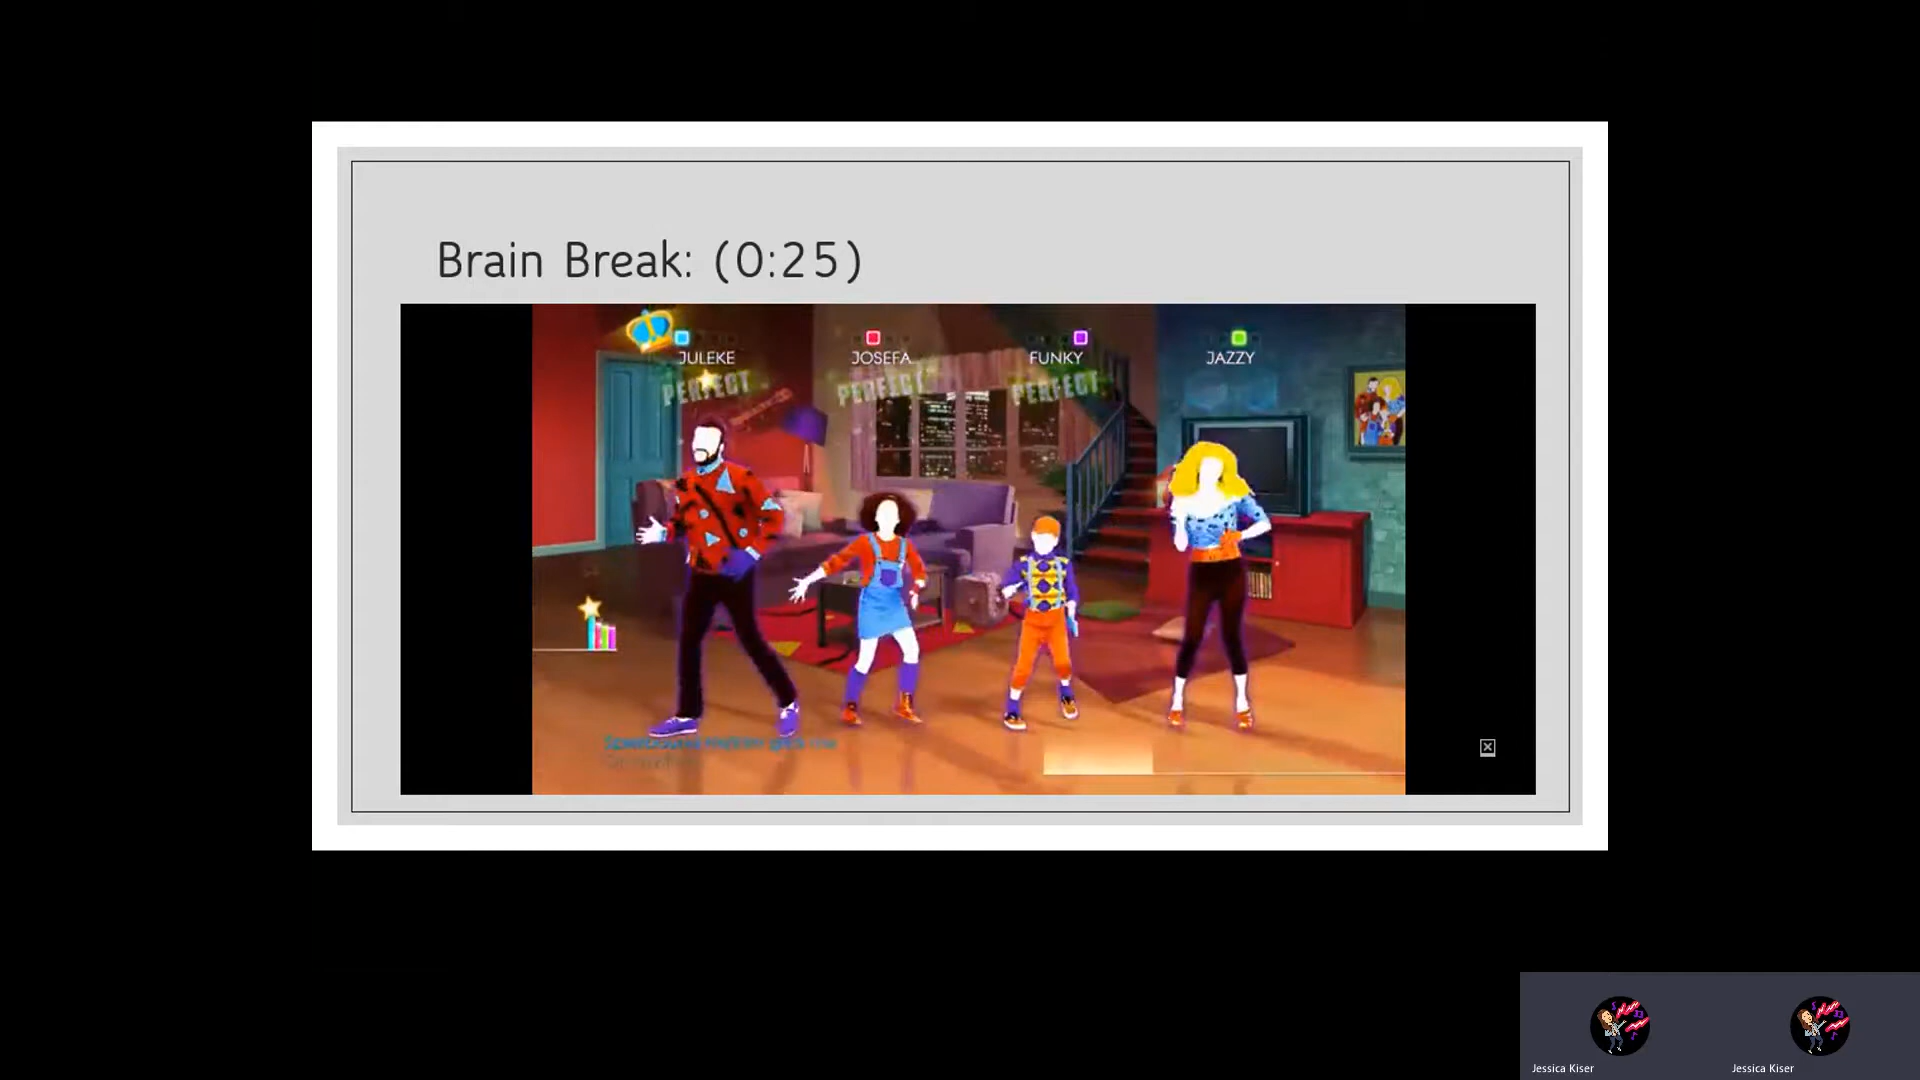 Brain Break: (0:25)
JULEKE JOSEFA FUNKY JAZZY
PERFECT PERFECT PERFECT
Jessica Kiser Jessica Kiser